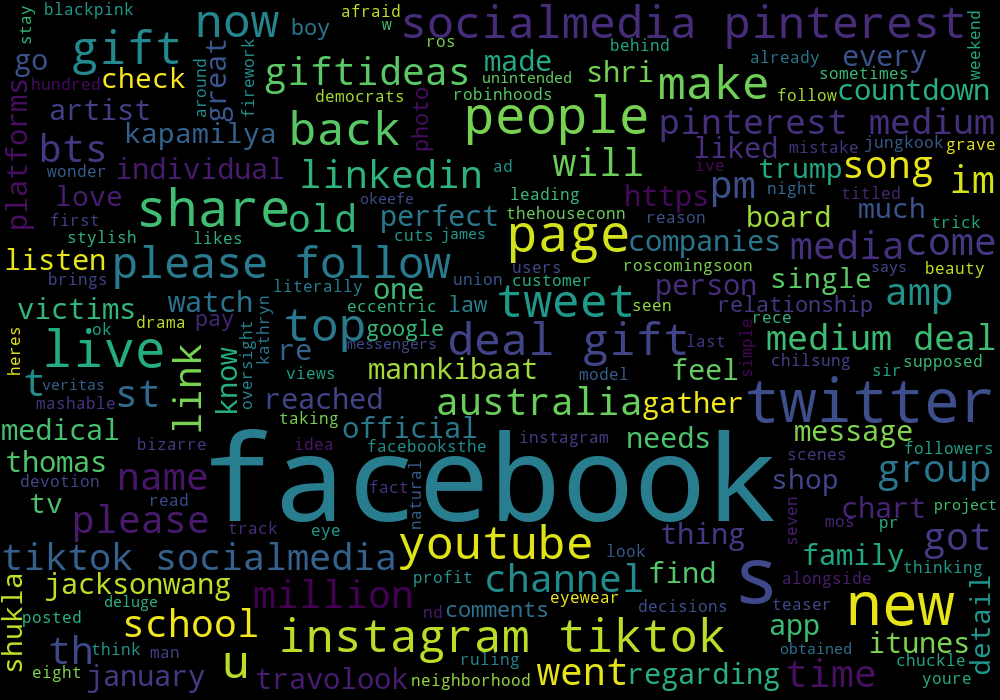 stay
blackpink
now
boy
afraid
w
socialmedia pinterest
weekend
ros
behind
already
every
gift
go
check
hundred
around
great
firework
giftideas
made
unintended
shri
make
sometimes
follow
countdown
platforms
artist
democrats
robinhoods
photo
people
pinterest medium
kapamilya
back
bts
wonder
individual
linkedin
ad
will
liked
mistake
jungkook
grave
ive
trump
song
im
love
okeefe
leading
https
pm
night
titled
much
first
share
old
perfect
thehouseconn
reason
board
trick
stylish
likes
cuts
james
page
companies
media
come
listen
please follow
literally
union
users
customer
roscomingsoon
person
single
says
beauty
brings
one
eccentric
law
tweet
seen
relationship
amp
victims
watch
kathryn
drama
pay
top
google
rece
heres
ok
live
link
know
oversight
re
messengers
deal gift
last
simple
medium deal
views
mannkibaat
model
feel
chilsung
sir
supposed
t
veritas
mashable
st
reached
australia
gather
twitter
taking
official
medical
bizarre
idea
facebooksthe
instagram
needs
message
scenes
followers
thomas
devotion
name
facebook
fact
natural
shop
group
tv
read
please
track
eye
look
thing
seven
chart
mos
pr
project
got
tiktok socialmedia
youtube
family
thinking
shukla
jacksonwang
million
profit
channel
find
s
alongside
detail
deluge
posted
nd
comments
eyewear
decisions
teaser
new
school
instagram tiktok
app
obtained
itunes
th
think
man
u
ruling
chuckle
eight
january
travolook
neighborhood
went
regarding
time
youre